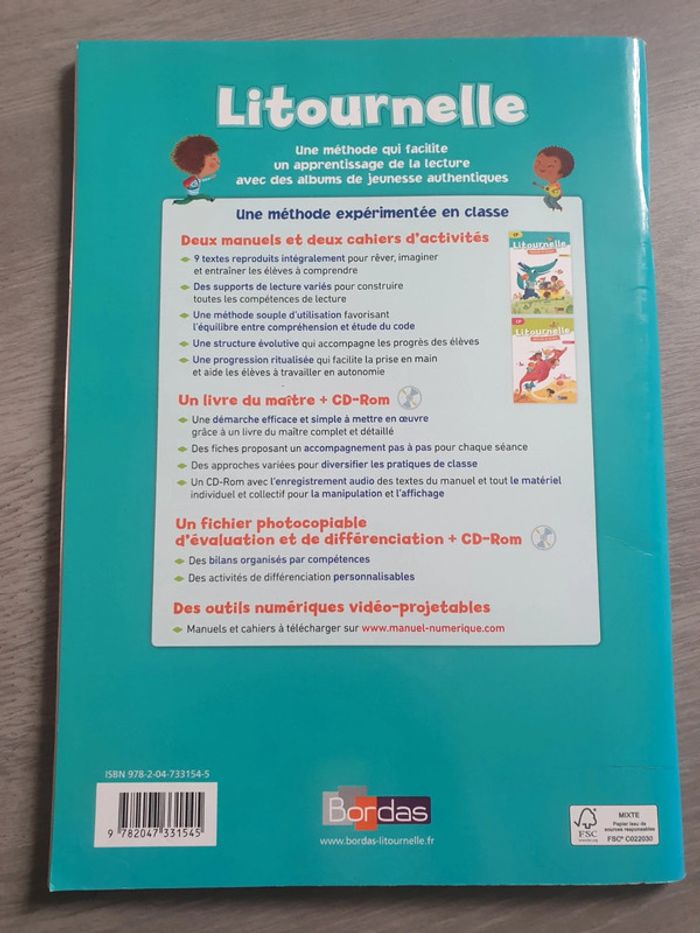 Litournelle
Une méthode qui facilite
un apprentissage de la lecture
avec des albums de jeunesse authentiques
Une méthode expérimentée en classe
Deux manuels et deux cahiers d'activités
9 textes reproduits intégralement pour rêver, imaginer
et entraîner les élèves à comprendre
Des supports de lecture variés pour construire
toutes les compétences de lecture
Une méthode souple d'utilisation favorisant
l'équilibre entre compréhension et étude du code
Une structure évolutive qui accompagne les progrès des élèves
Une progression ritualisée qui facilite la prise en main
et aide les élèves à travailler en autonomie
CP
Litournelle
CP
Litournelle
Un livre du maître + CD-Rom
Une démarche efficace et simple à mettre en œuvre
grâce à un livre du maître complet et détaillé
Des fiches proposant un accompagnement pas à pas pour chaque séance
Des approches variées pour diversifier les pratiques de classe
Un CD-Rom avec l'enregistrement audio des textes du manuel et tout le matériel
individuel et collectif pour la manipulation et l'affichage
Un fichier photocopiable
d'évaluation et de différenciation + CD-Rom
Des bilans organisés par compétences
Des activités de différenciation personnalisables
Des outils numériques vidéo-projetables
Manuels et cahiers à télécharger sur www.manuel-numerique.com
ISBN 978-2-04-733154-5
9 782047 331545
Bordas
www.bordas-litournelle.fr
FSC
MIXTE
Papier issu de
sources responsables
FSC® C022030